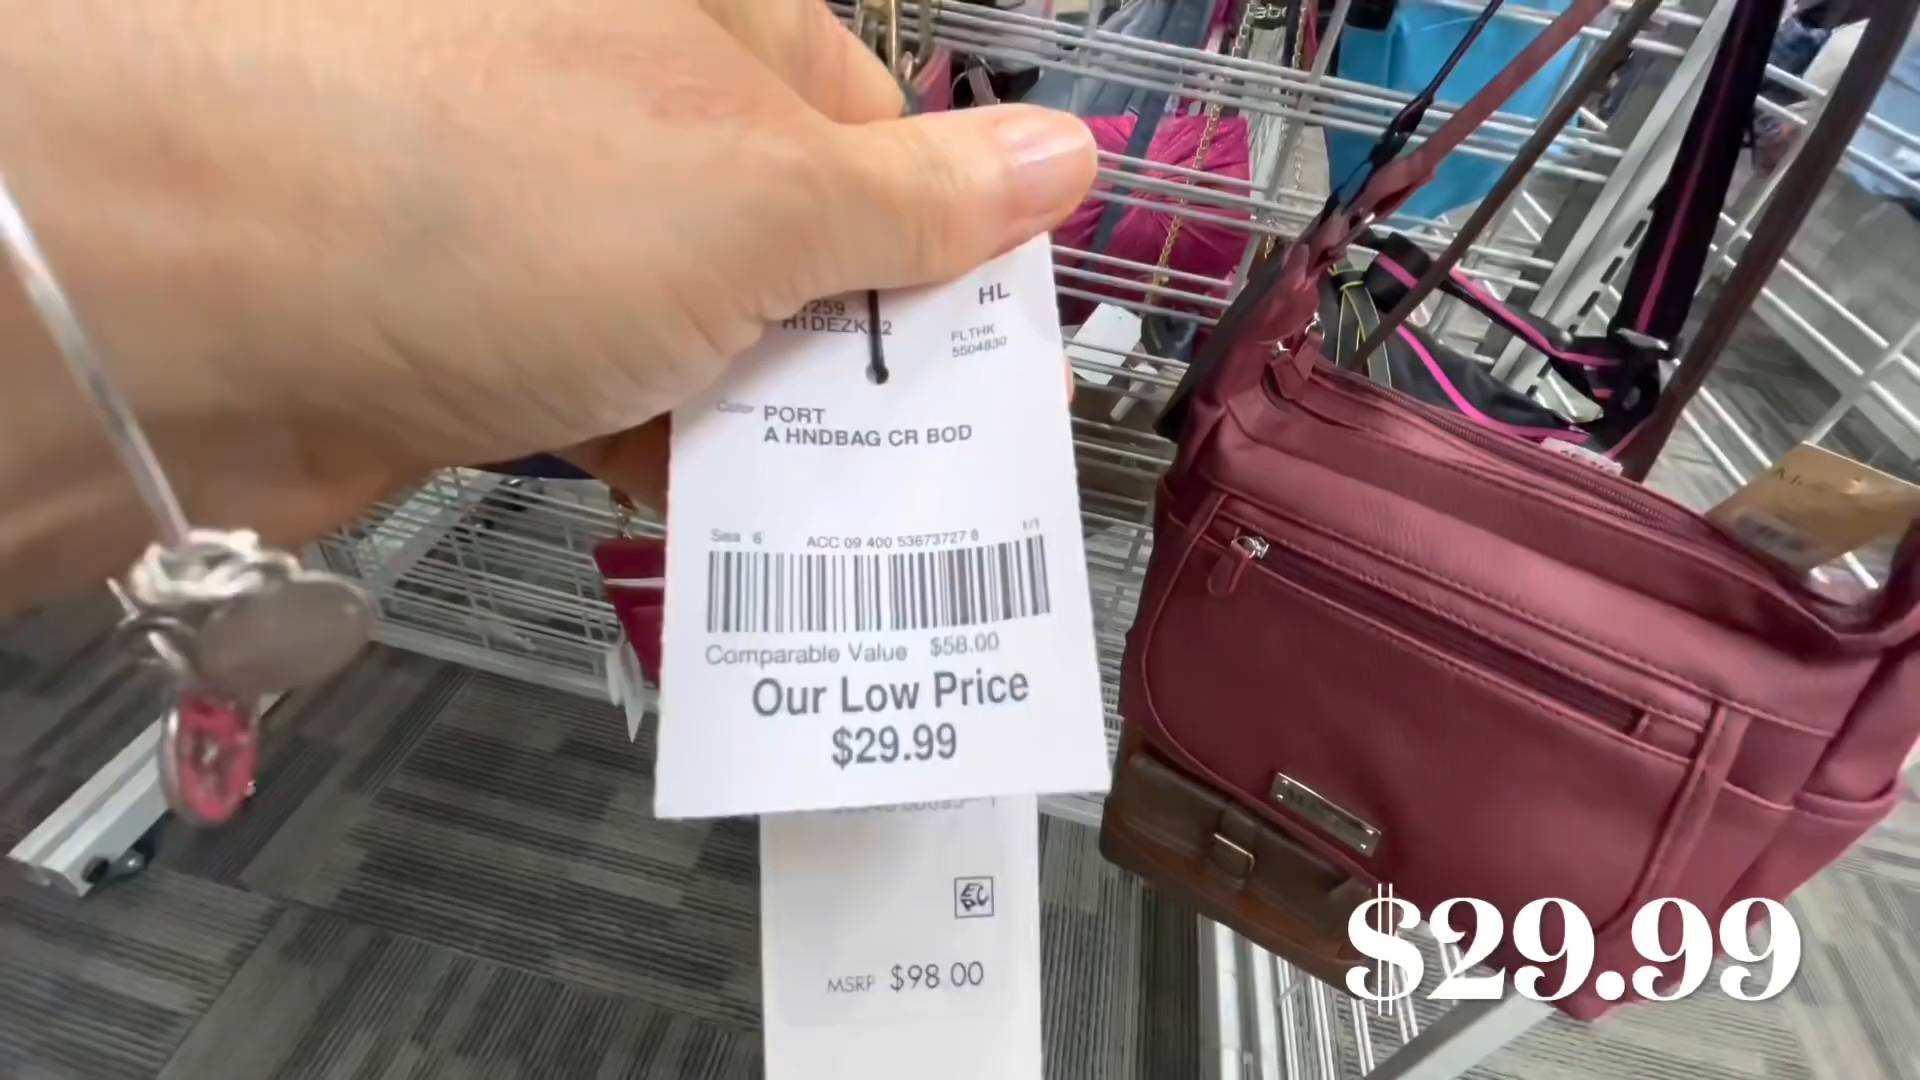 HL
FLTHK
5504830
Color PORT
A HNDBAG CR BOD
Sea 6 ACC 09 400 53673727 8 1/1
Comparable Value $58.00
Our Low Price
$29.99
MSRP $98.00
$29.99